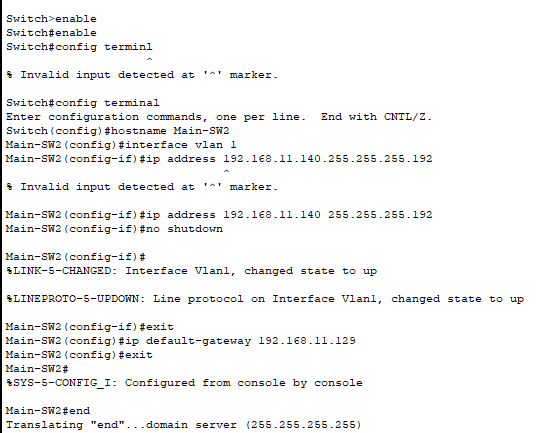 Switch>enable
Switch#enable
Switch#config terminl
^
% Invalid input detected at '^' marker.
Switch#config terminal
Enter configuration commands, one per line. End with CNTL/Z.
Switch(config)#hostname Main-SW2
Main-SW2(config)#interface vlan 1
Main-SW2(config-if)#ip address 192.168.11.140.255.255.255.192
^
% Invalid input detected at '^' marker.
Main-SW2(config-if)#ip address 192.168.11.140 255.255.255.192
Main-SW2(config-if)#no shutdown
Main-SW2(config-if)#
%LINK-5-CHANGED: Interface Vlan1, changed state to up
%LINEPROTO-5-UPDOWN: Line protocol on Interface Vlan1, changed state to up
Main-SW2(config-if)#exit
Main-SW2(config)#ip default-gateway 192.168.11.129
Main-SW2(config)#exit
Main-SW2#
%SYS-5-CONFIG_I: Configured from console by console
Main-SW2#end
Translating "end"...domain server (255.255.255.255)